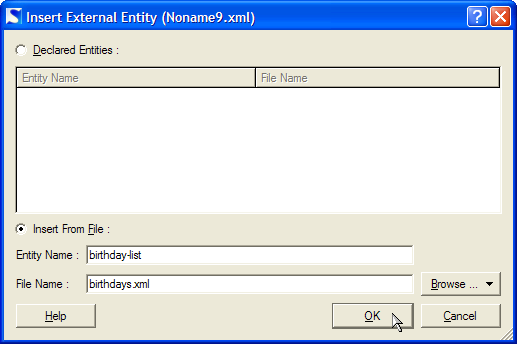 Insert External Entity (Noname9.xml)
Declared Entities :
Entity Name File Name
Insert From File :
Entity Name : birthday-list
File Name : birthdays.xml Browse ...
Help OK Cancel